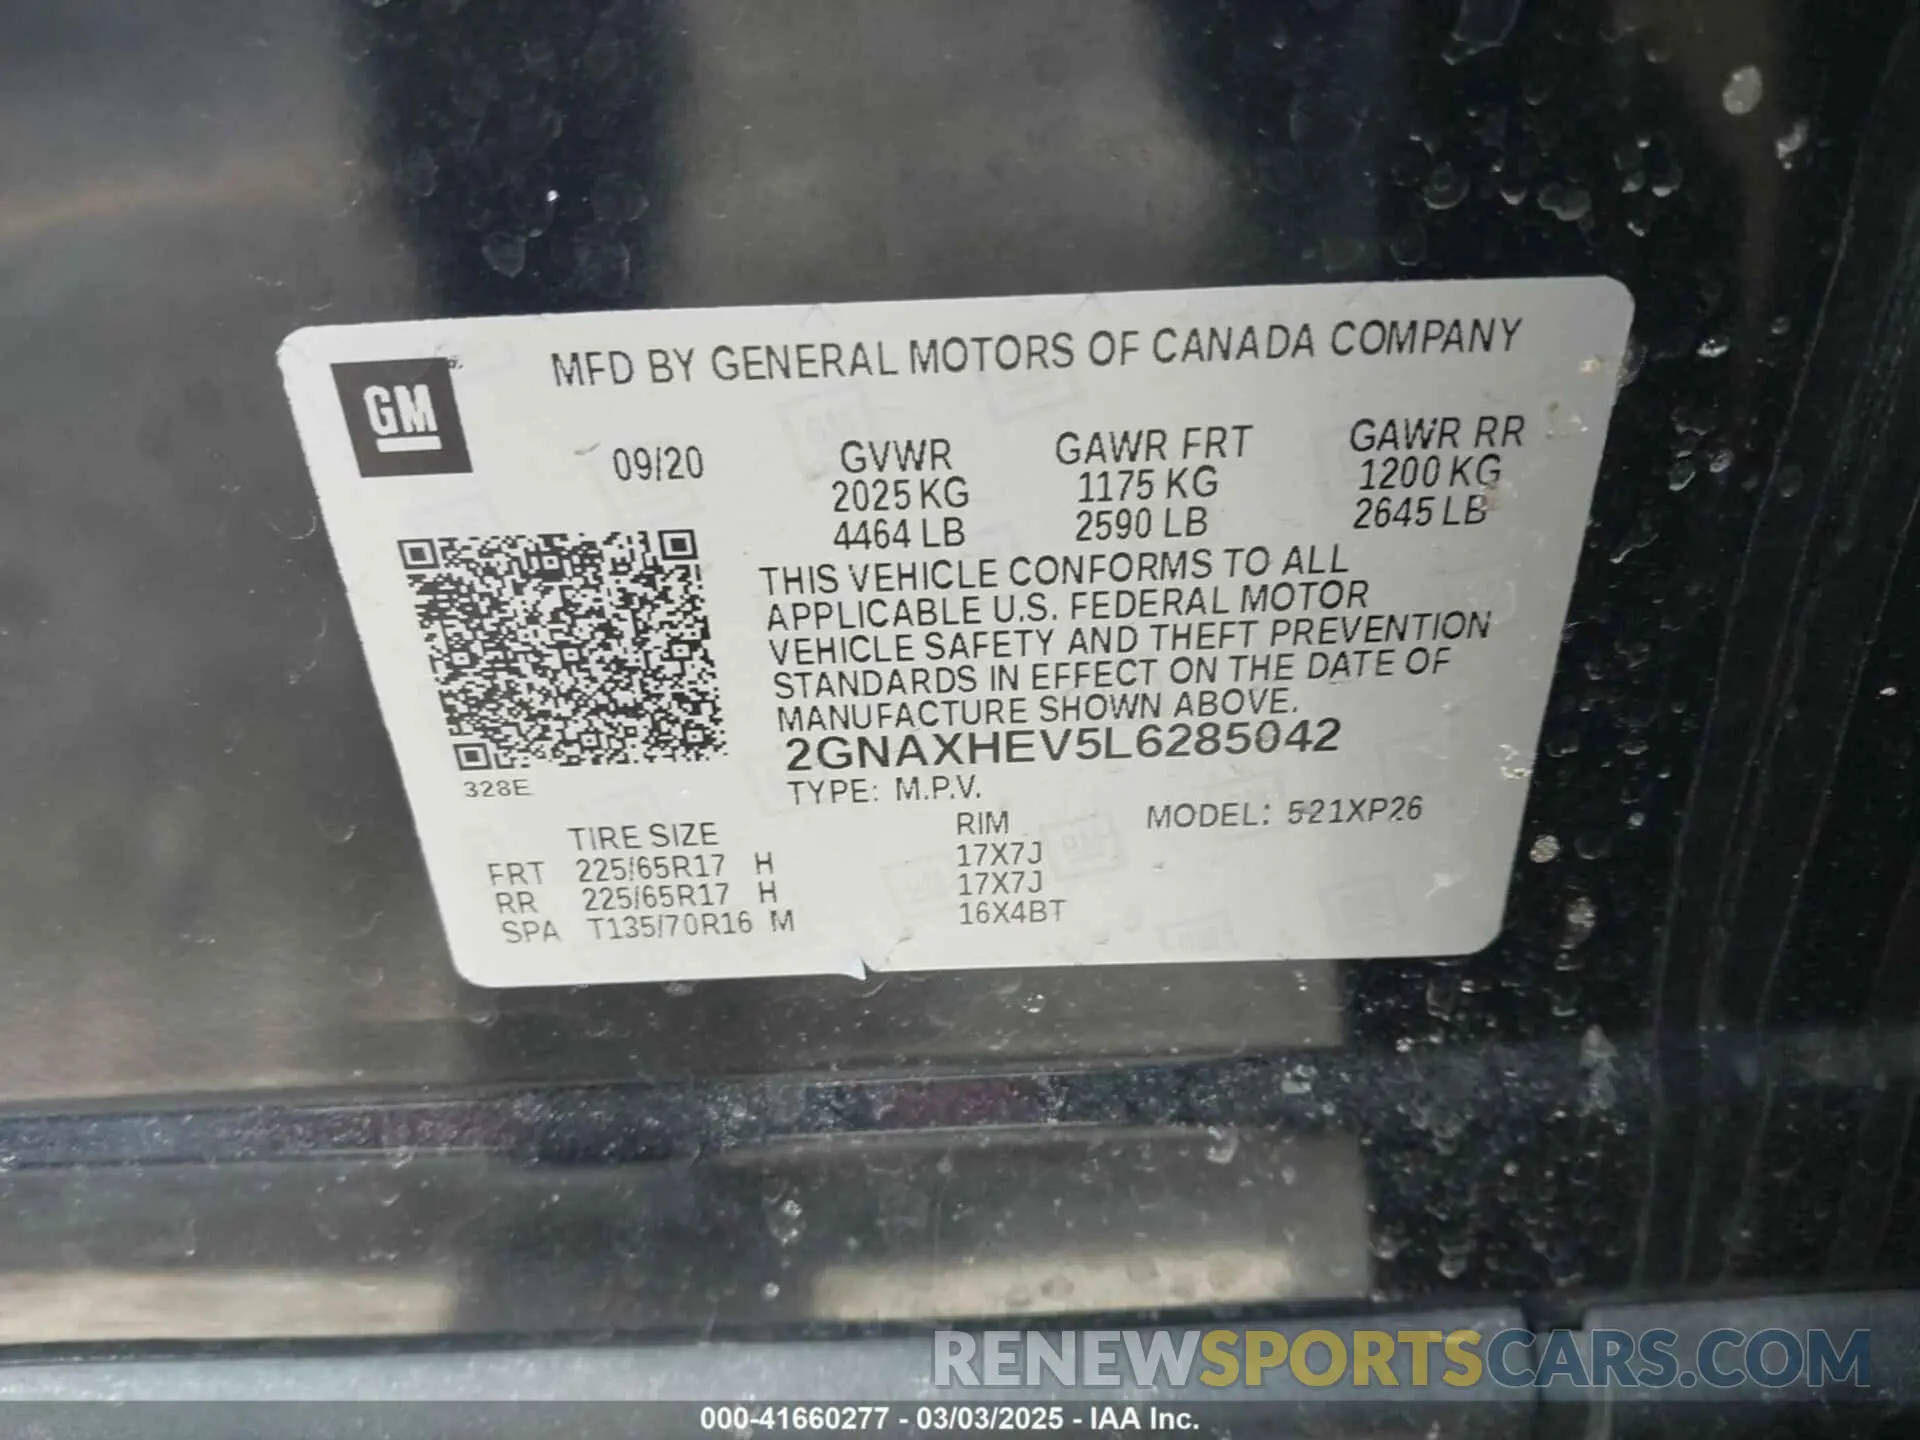 MFD BY GENERAL MOTORS OF CANADA COMPANY
GM
09/20 GVWR GAWR FRT GAWR RR
2025 KG 1175 KG 1200 KG
4464 LB 2590 LB 2645 LB
THIS VEHICLE CONFORMS TO ALL
APPLICABLE U.S. FEDERAL MOTOR
VEHICLE SAFETY AND THEFT PREVENTION
STANDARDS IN EFFECT ON THE DATE OF
MANUFACTURE SHOWN ABOVE.
2GNAXHEV5L6285042
328E
TYPE: M.P.V.
TIRE SIZE RIM MODEL: 521XP26
FRT 225/65R17 H 17X7J
RR 225/65R17 H 17X7J
SPA T135/70R16 M 16X4BT
RENEWSPORTSCARS.COM
000-41660277 - 03/03/2025 - IAA Inc.